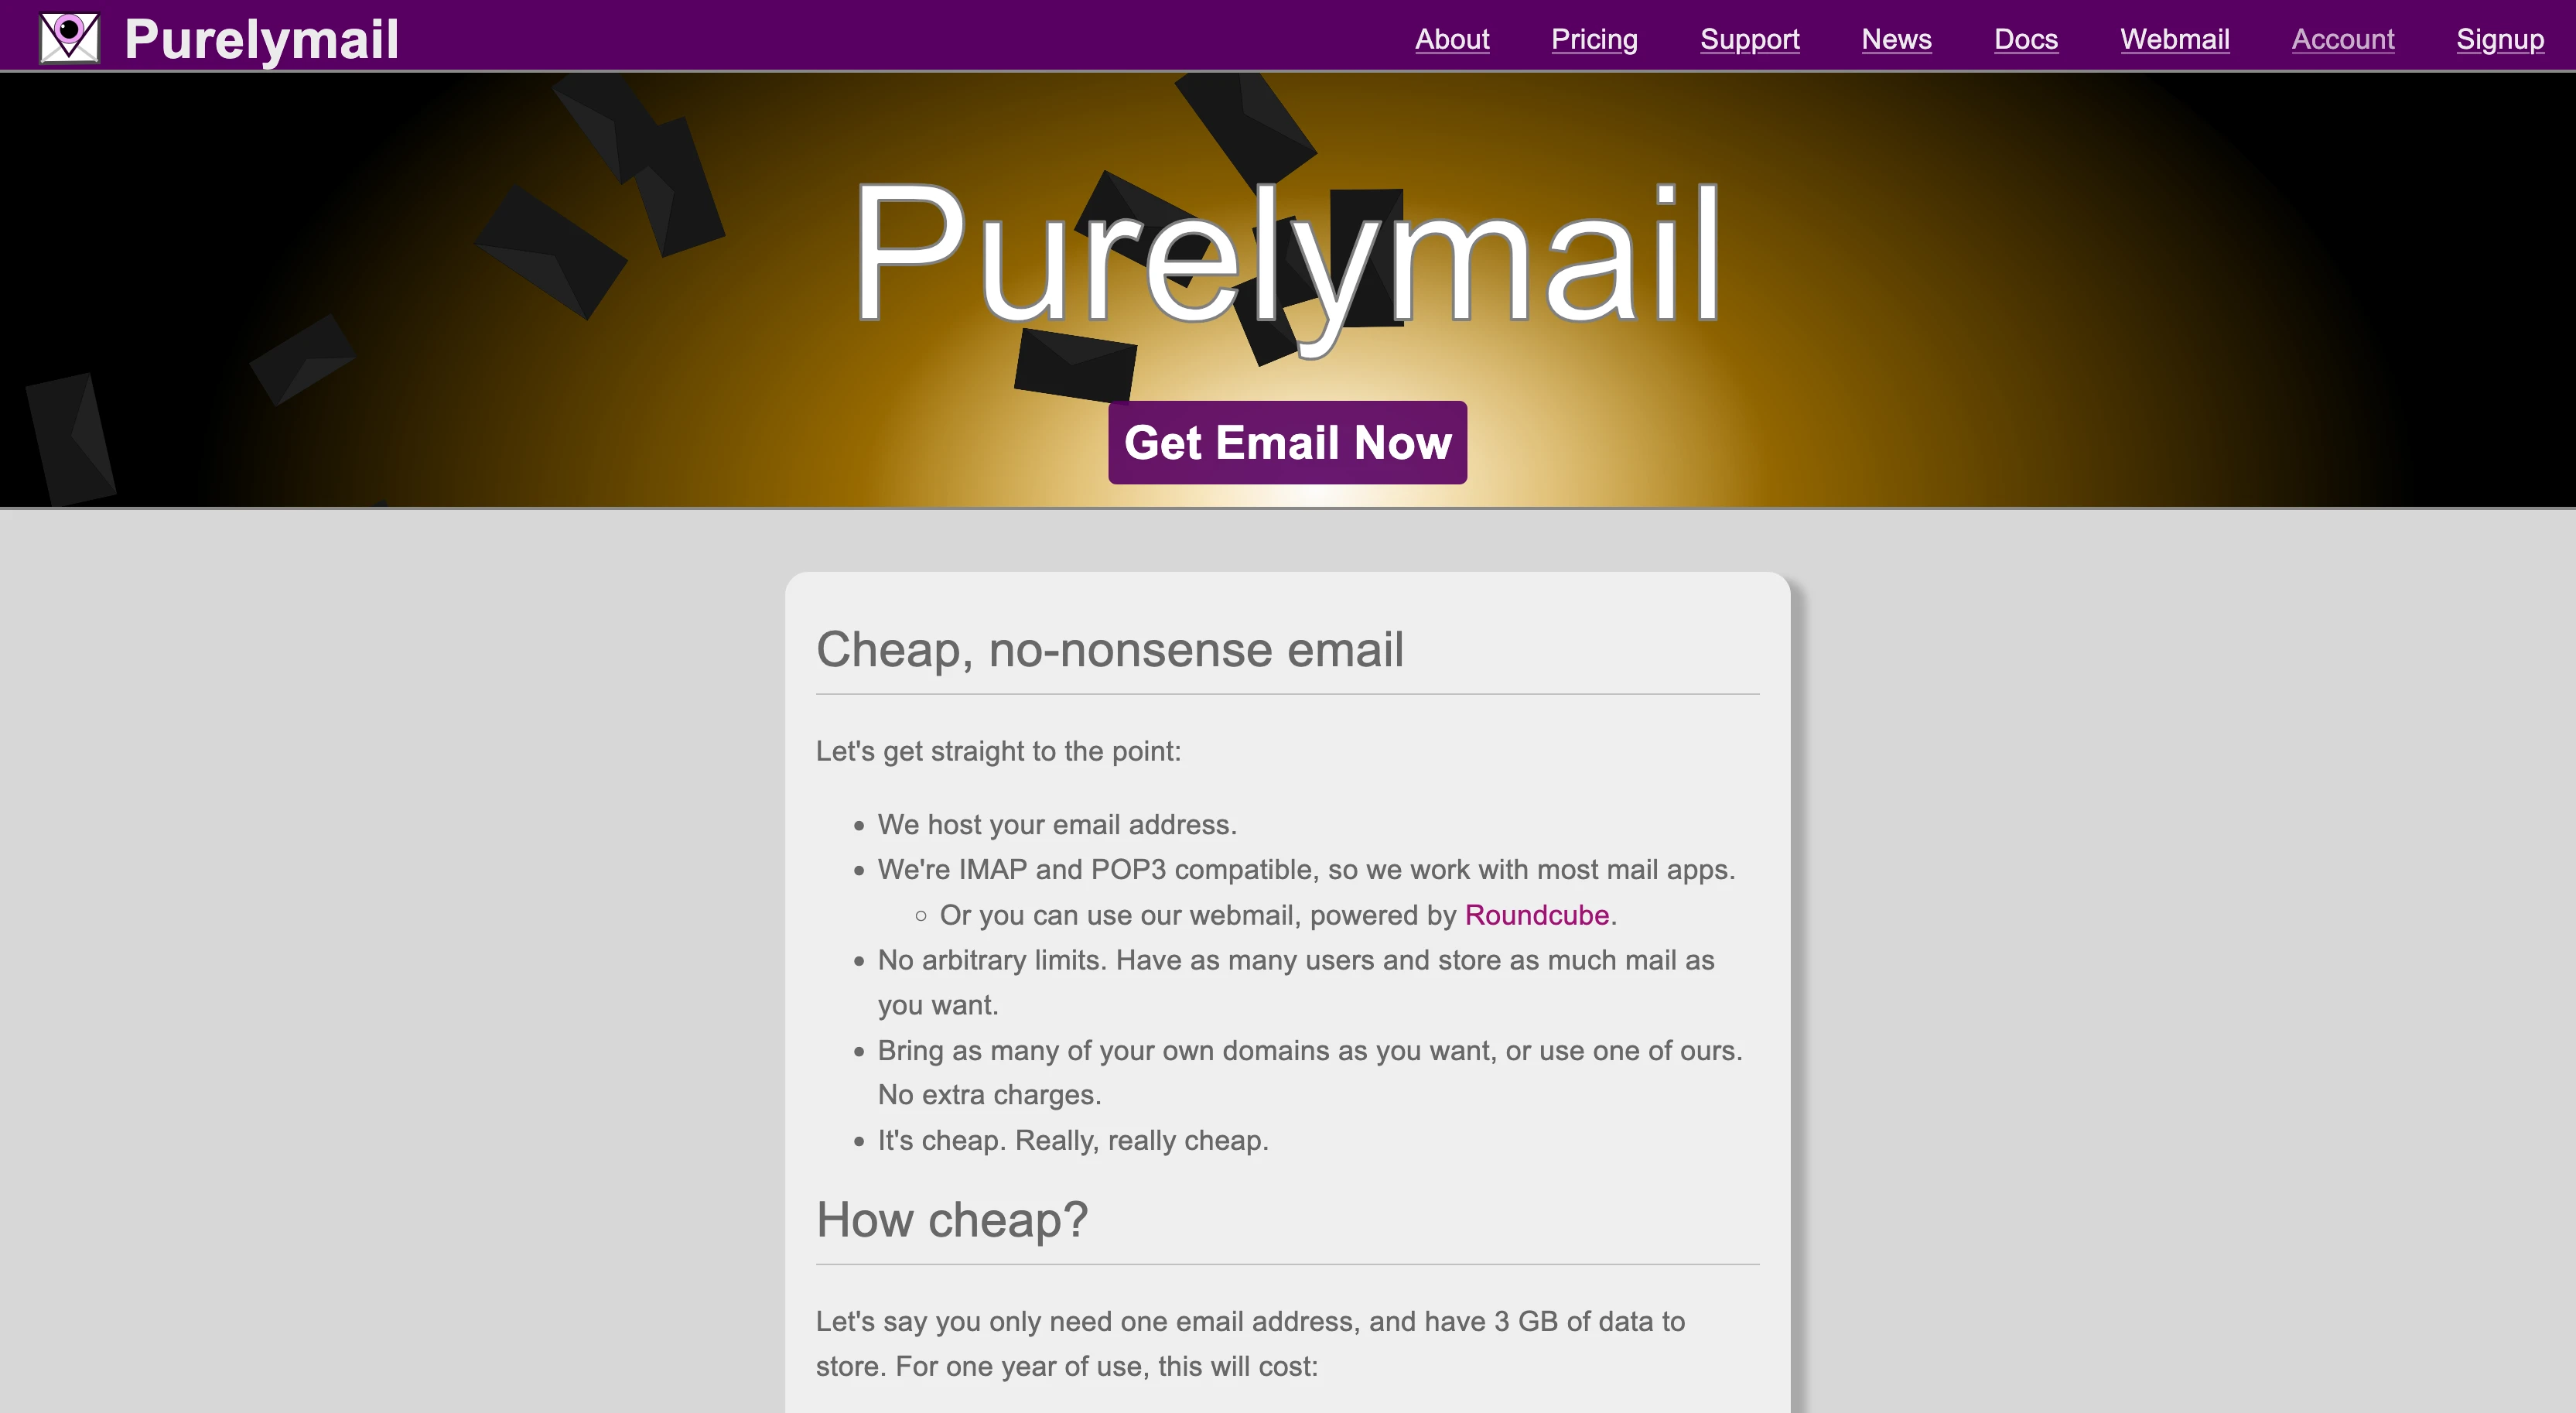 Purelymail
About Pricing Support News Docs Webmail Account Signup
Purelymail
Get Email Now
Cheap, no-nonsense email
Let's get straight to the point:
We host your email address.
We're IMAP and POP3 compatible, so we work with most mail apps.
Or you can use our webmail, powered by Roundcube.
No arbitrary limits. Have as many users and store as much mail as
you want.
Bring as many of your own domains as you want, or use one of ours.
No extra charges.
It's cheap. Really, really cheap.
How cheap?
Let's say you only need one email address, and have 3 GB of data to
store. For one year of use, this will cost: